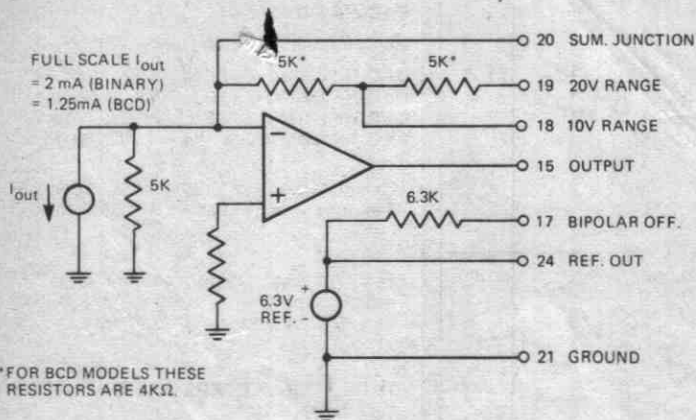 FULL SCALE Iout
= 2 mA (BINARY)
= 1.25mA (BCD)
5K*
5K*
20 SUM. JUNCTION
19 20V RANGE
18 10V RANGE
15 OUTPUT
17 BIPOLAR OFF.
24 REF. OUT
21 GROUND
Iout
5K
−
+
6.3K
6.3V
REF.
+
-
*FOR BCD MODELS THESE
RESISTORS ARE 4KΩ.